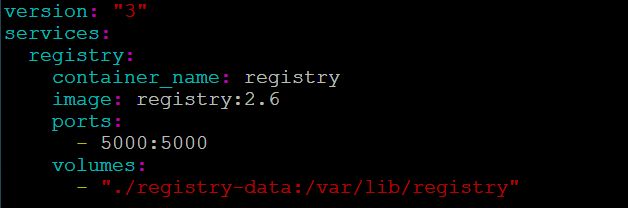 version: "3"
services:
  registry:
    container_name: registry
    image: registry:2.6
    ports:
      - 5000:5000
    volumes:
      - "./registry-data:/var/lib/registry"